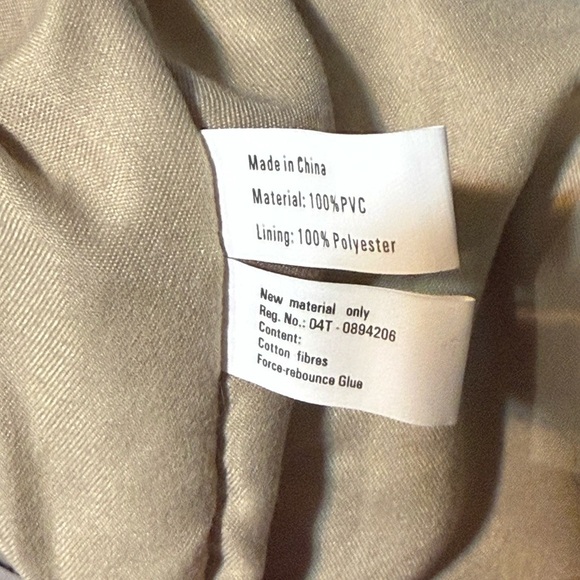 Made in China
Material: 100%PVC
Lining: 100% Polyester
New material only
Reg. No.: 04T - 0894206
Content:
Cotton fibres
Force-rebounce Glue